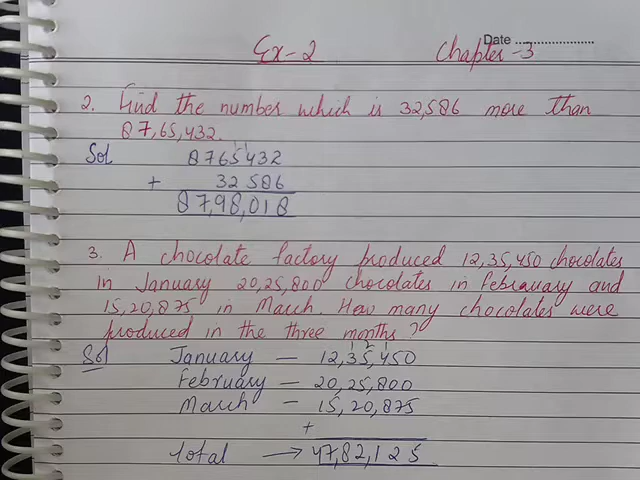 Date ....................
Ex-2 Chapter-3
2. Find the number which is 32,586 more than
87,65,432.
Sol 8765432
+ 32586
87,98,018
3. A chocolate factory produced 12,35,450 chocolates
in January 20,25,800 chocolates in February and
15,20,875 in March. How many chocolates were
produced in the three months?
Sol January - 12,35,450
February - 20,25,800
March - 15,20,875
+
total → 47,82,125